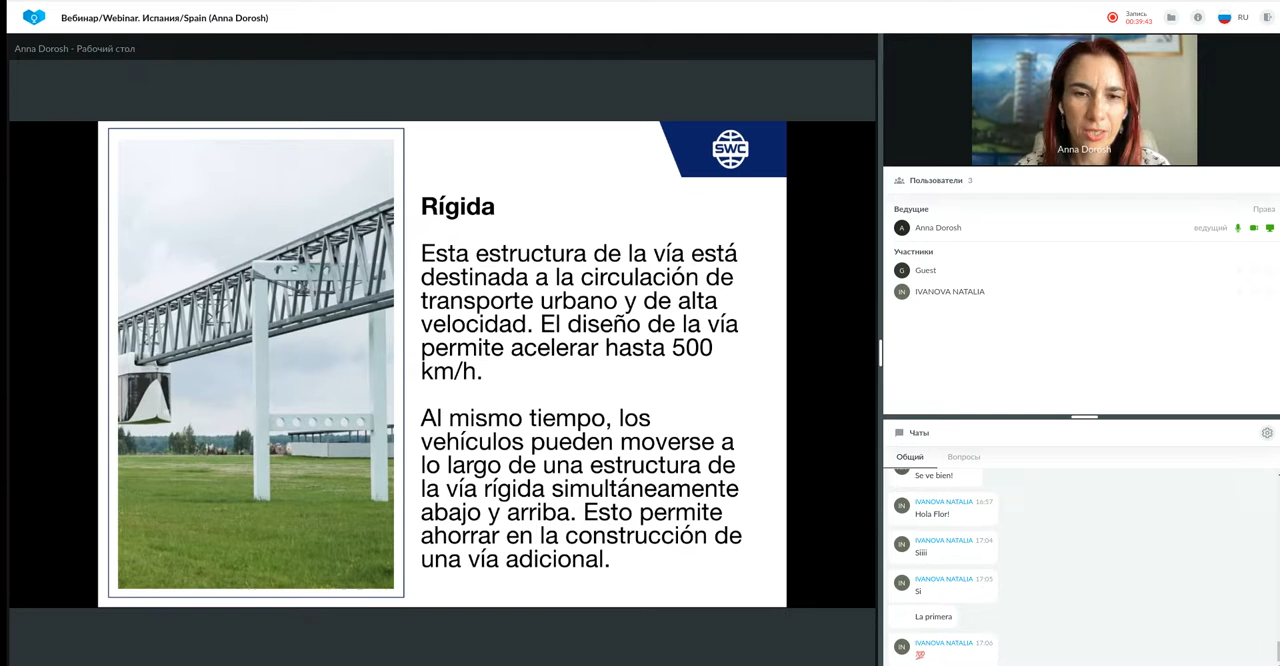 Вебинар/Webinar. Испания/Spain (Anna Dorosh)
Запись
00:39:43
RU
Anna Dorosh - Рабочий стол
SWC
Rígida
Esta estructura de la vía está
destinada a la circulación de
transporte urbano y de alta
velocidad. El diseño de la vía
permite acelerar hasta 500
km/h.
Al mismo tiempo, los
vehículos pueden moverse a
lo largo de una estructura de
la vía rígida simultáneamente
abajo y arriba. Esto permite
ahorrar en la construcción de
una vía adicional.
Anna Dorosh
Пользователи 3
Ведущие Права
A Anna Dorosh ведущий
Участники
G Guest
IN IVANOVA NATALIA
Чаты
Общий Вопросы
Se ve bien!
IN IVANOVA NATALIA 16:57
Hola Flor!
IN IVANOVA NATALIA 17:04
Siiii
IN IVANOVA NATALIA 17:05
Si
La primera
IN IVANOVA NATALIA 17:06
💯